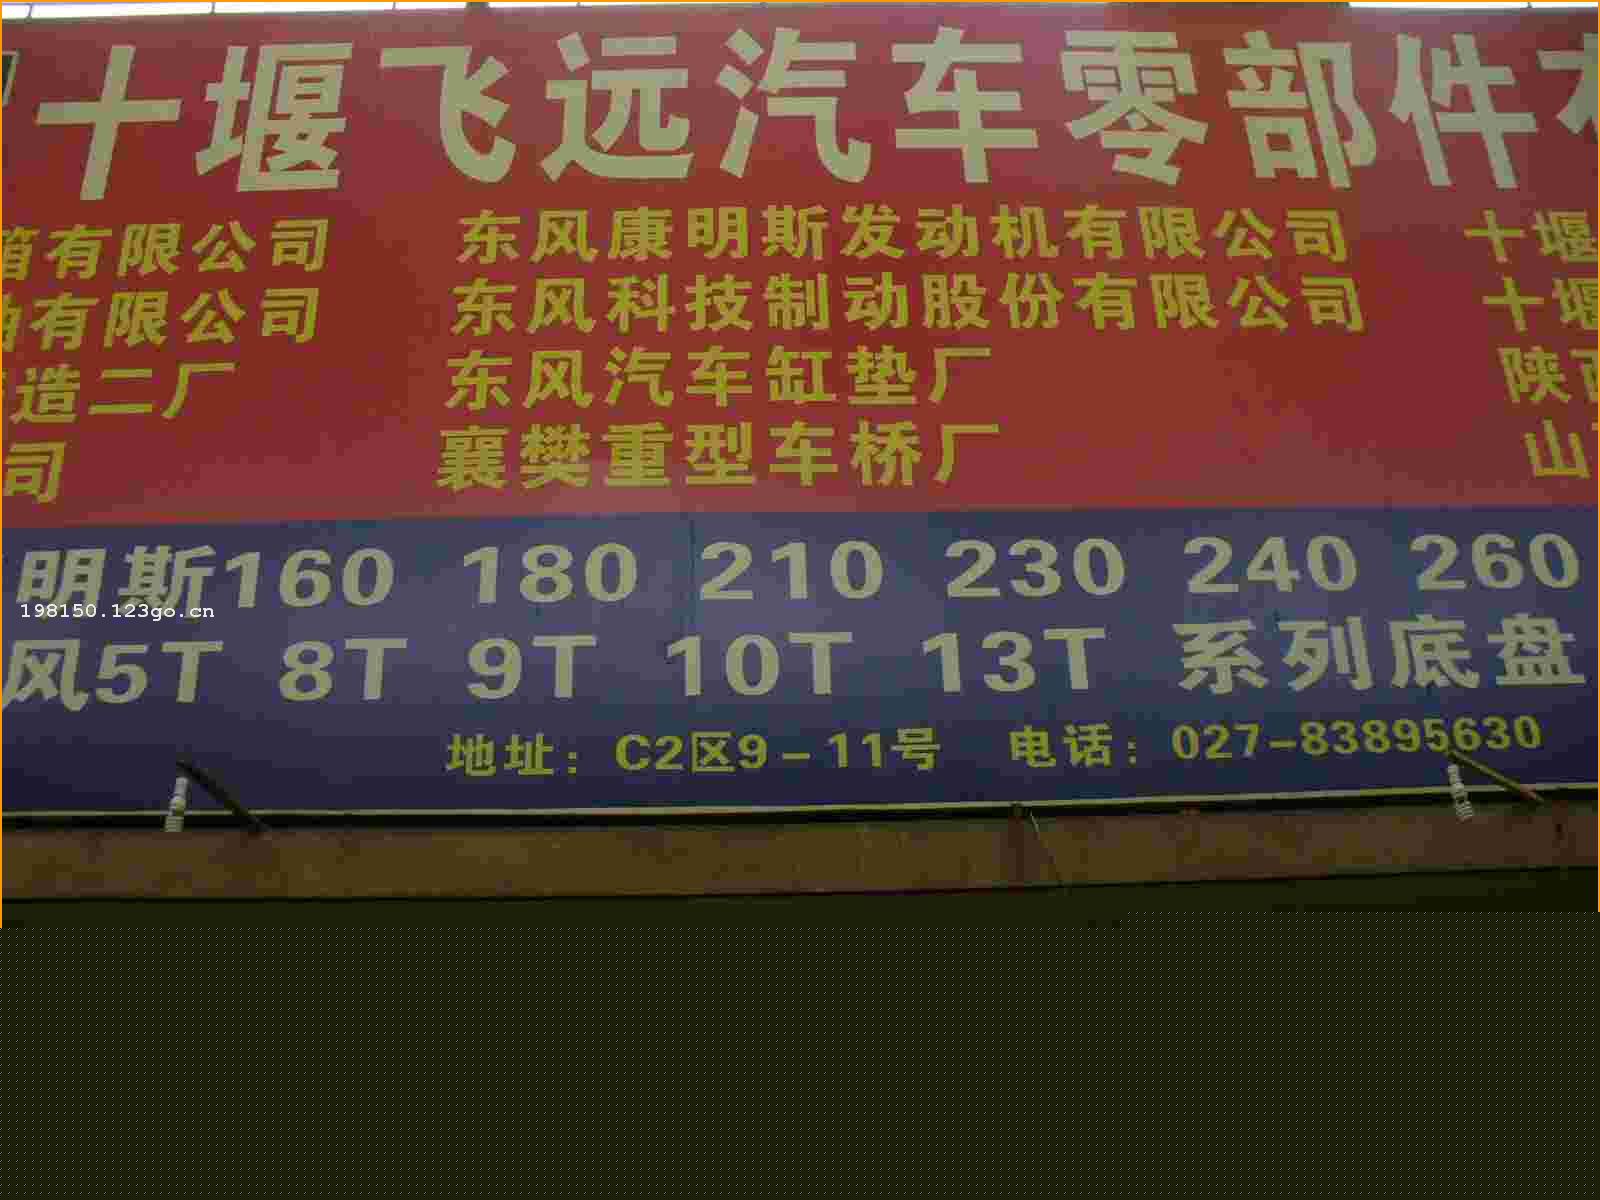 十堰飞远汽车零部件
有限公司 东风康明斯发动机有限公司 十堰
有限公司 东风科技制动股份有限公司 十堰
造二厂 东风汽车缸垫厂 陕
司 襄樊重型车桥厂 山
明斯160 180 210 230 240 260
198150.123go.cn
风5T 8T 9T 10T 13T 系列底盘
地址：C2区9－11号 电话：027-83895630